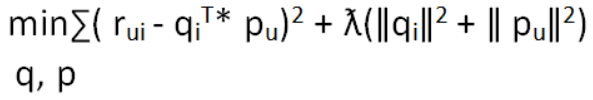 min∑( rᵤᵢ - qᵢᵀ* pᵤ)² + ƛ(‖qᵢ‖² + ‖ pᵤ‖²)
q, p